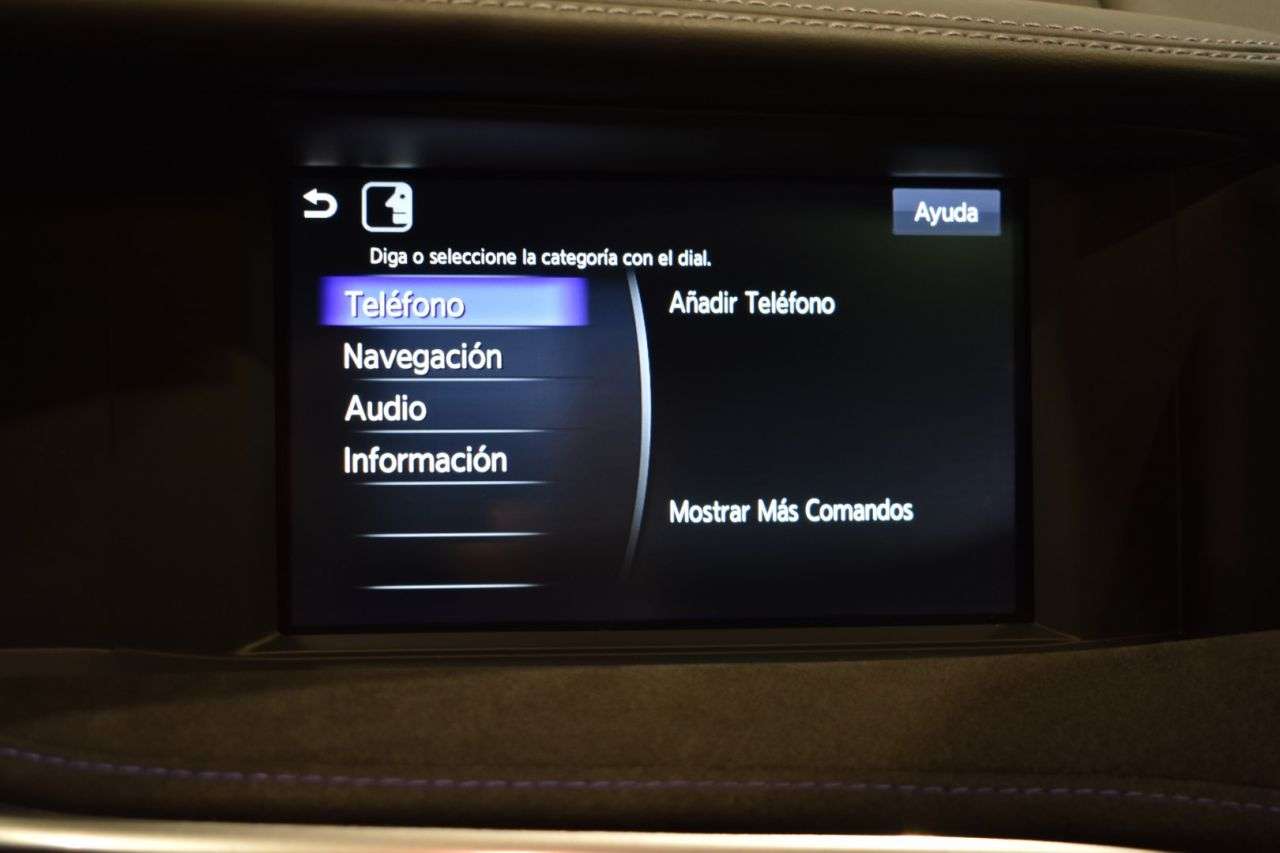 Ayuda
Diga o seleccione la categoría con el dial.
Teléfono
Navegación
Audio
Información
Añadir Teléfono
Mostrar Más Comandos